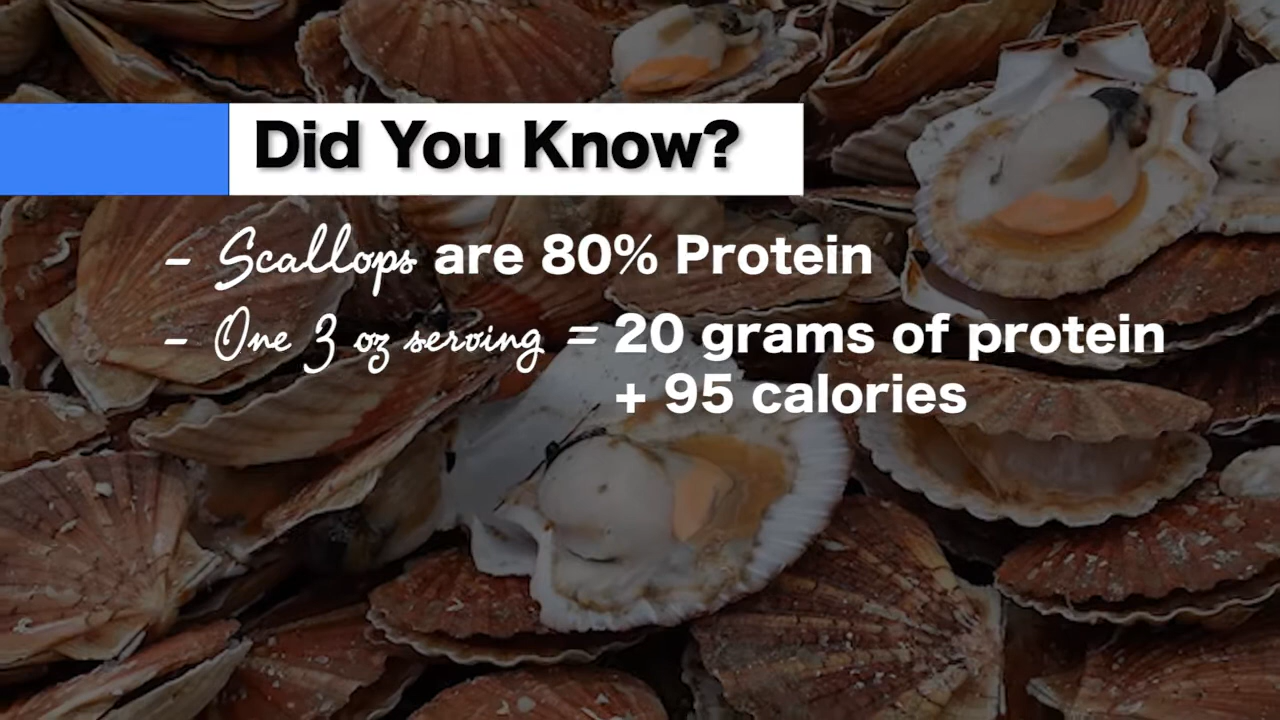 Did You Know?
- Scallops are 80% Protein
- One 3 oz serving = 20 grams of protein
+ 95 calories